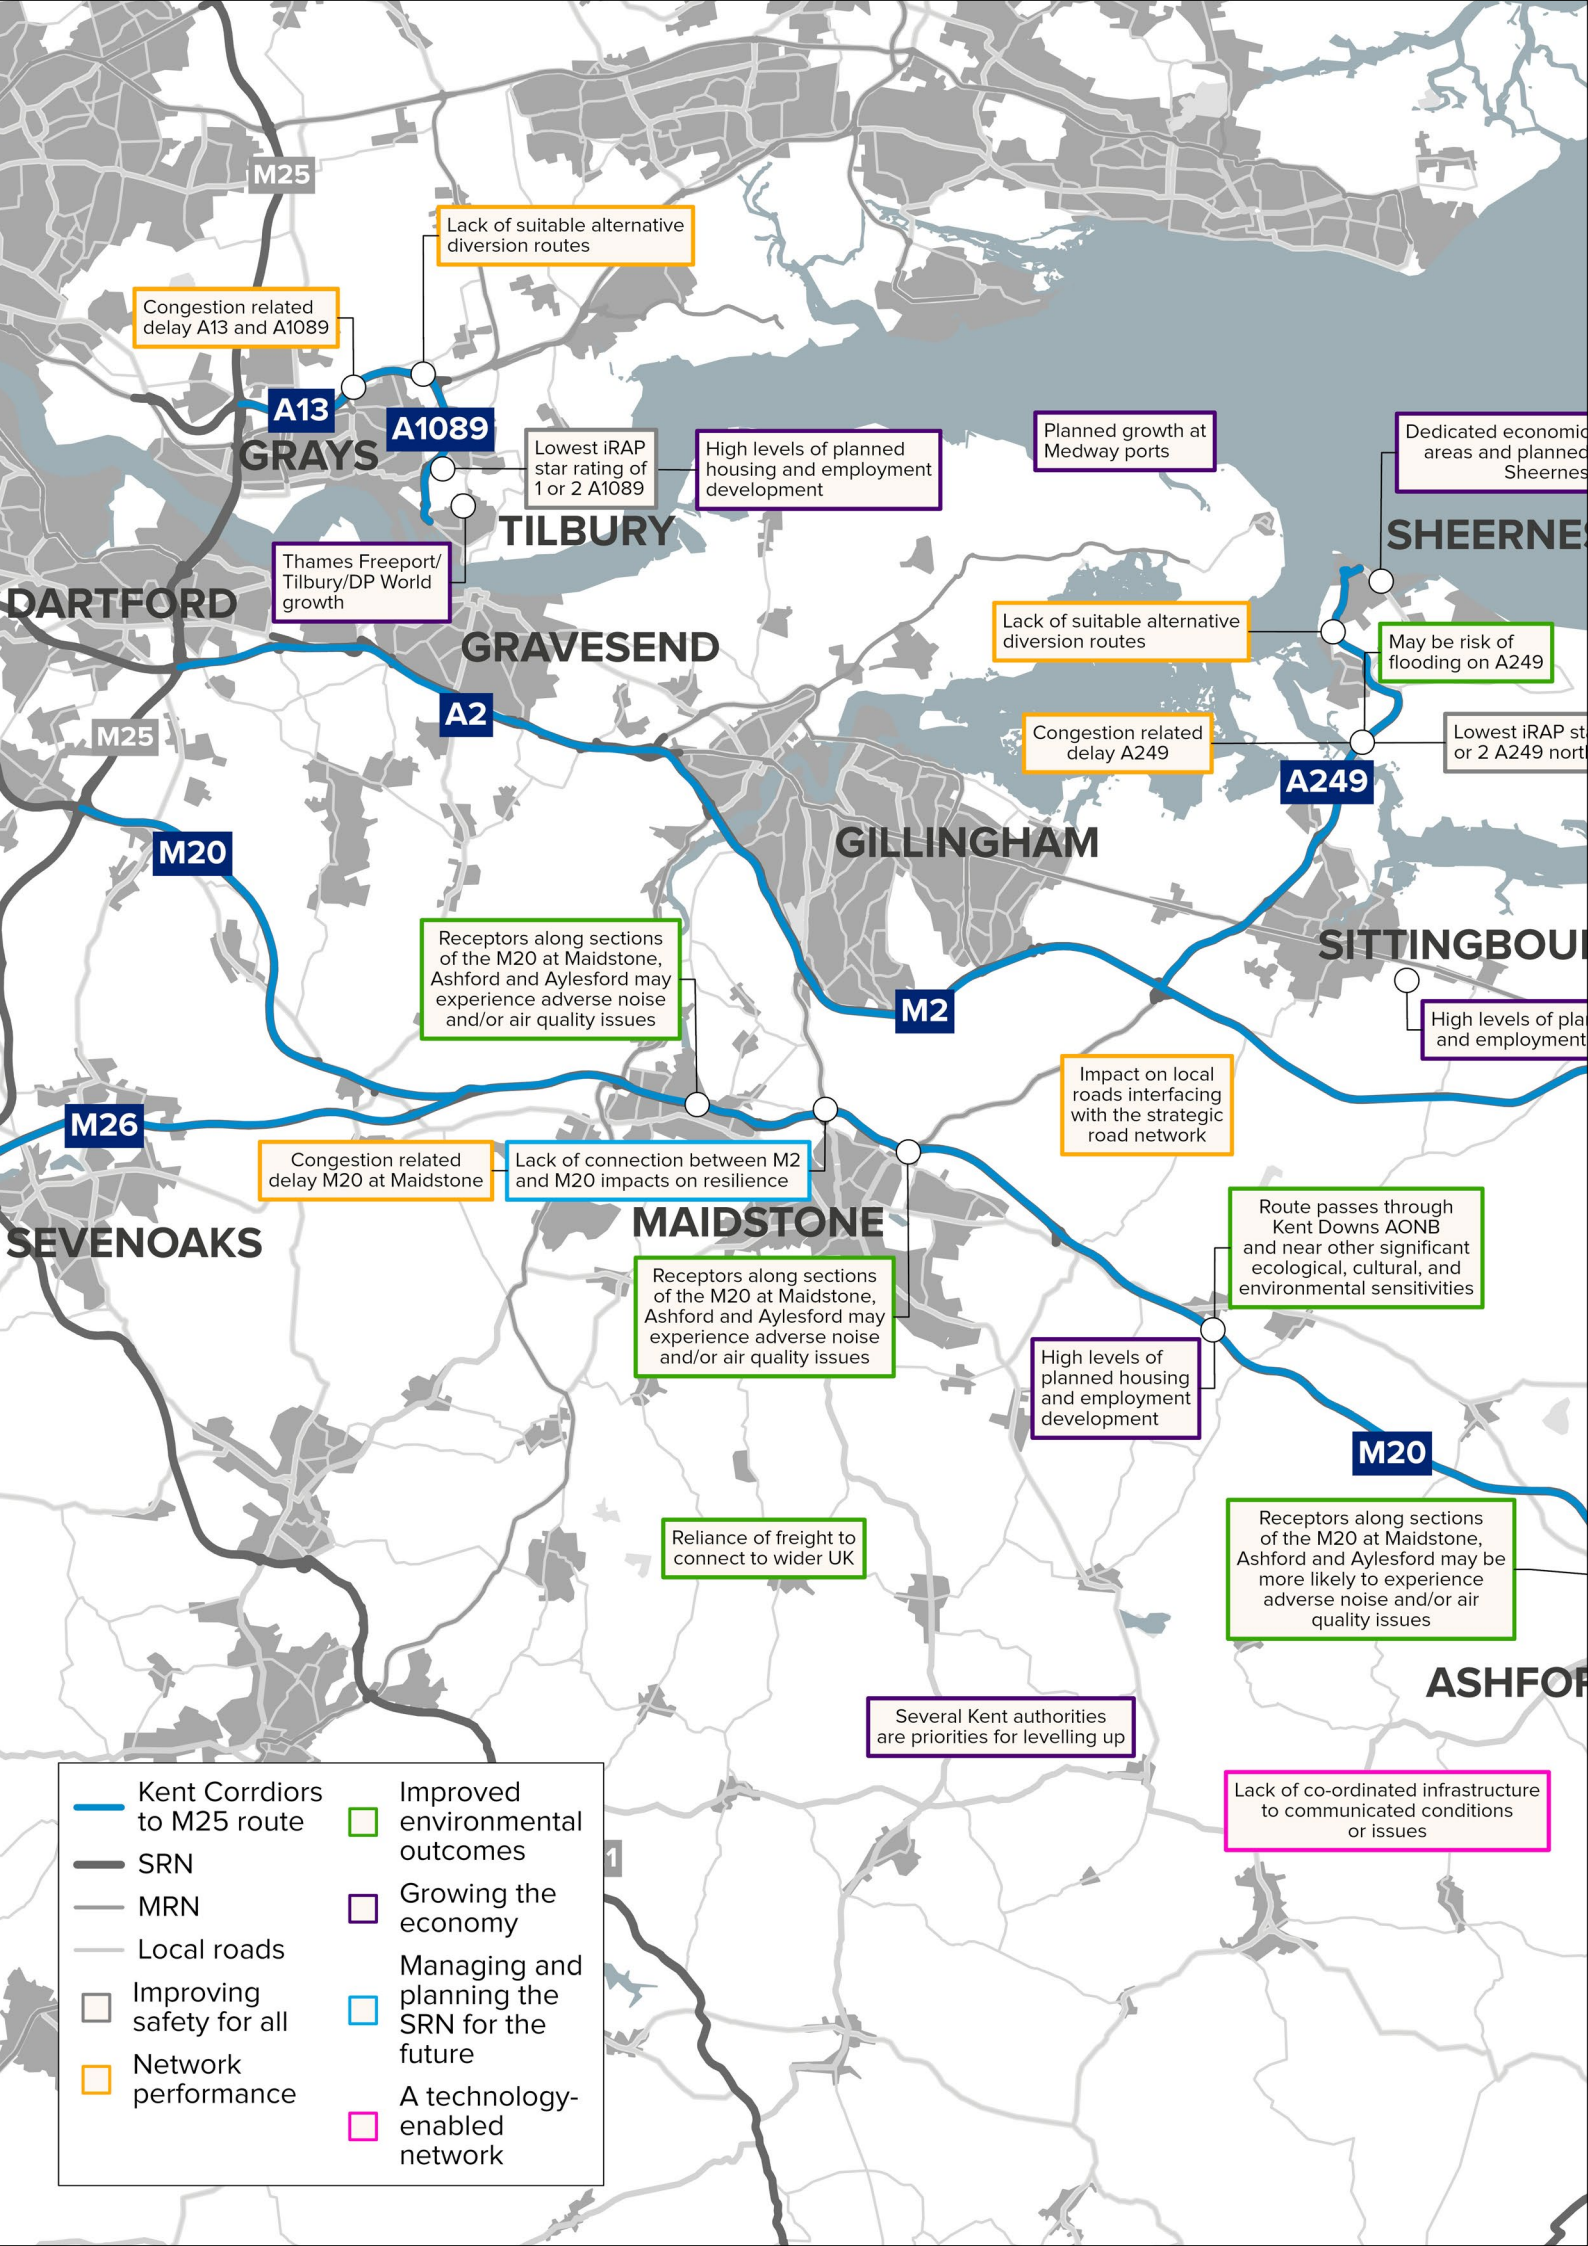 M25
Lack of suitable alternative
diversion routes
Congestion related
delay A13 and A1089
A13
A1089
GRAYS
Lowest iRAP
star rating of
1 or 2 A1089
High levels of planned
housing and employment
development
Planned growth at
Medway ports
Dedicated economic
areas and planned
TILBURY
Thames Freeport/
Tilbury/DP World
growth
DARTFORD
GRAVESEND
Lack of suitable alternative
diversion routes
May be risk of
flooding on A249
A2
M25
Congestion related
delay A249
Lowest iRAP
or 2 A249
A249
M20
GILLINGHAM
Receptors along sections
of the M20 at Maidstone,
Ashford and Aylesford may
experience adverse noise
and/or air quality issues
M2
High levels of
and employment
Impact on local
roads interfacing
with the strategic
road network
M26
Congestion related
delay M20 at Maidstone
Lack of connection between M2
and M20 impacts on resilience
SEVENOAKS
MAIDSTONE
Route passes through
Kent Downs AONB
and near other significant
ecological, cultural, and
environmental sensitivities
Receptors along sections
of the M20 at Maidstone,
Ashford and Aylesford may
experience adverse noise
and/or air quality issues
High levels of
planned housing
and employment
development
M20
Receptors along sections
of the M20 at Maidstone,
Ashford and Aylesford may be
more likely to experience
adverse noise and/or air
quality issues
Reliance of freight to
connect to wider UK
Several Kent authorities
are priorities for levelling up
Lack of co-ordinated infrastructure
to communicated conditions
or issues
Kent Corrdiors
to M25 route
SRN
MRN
Local roads
Improving
safety for all
Network
performance
Improved
environmental
outcomes
Growing the
economy
Managing and
planning the
SRN for the
future
A technology-
enabled
network